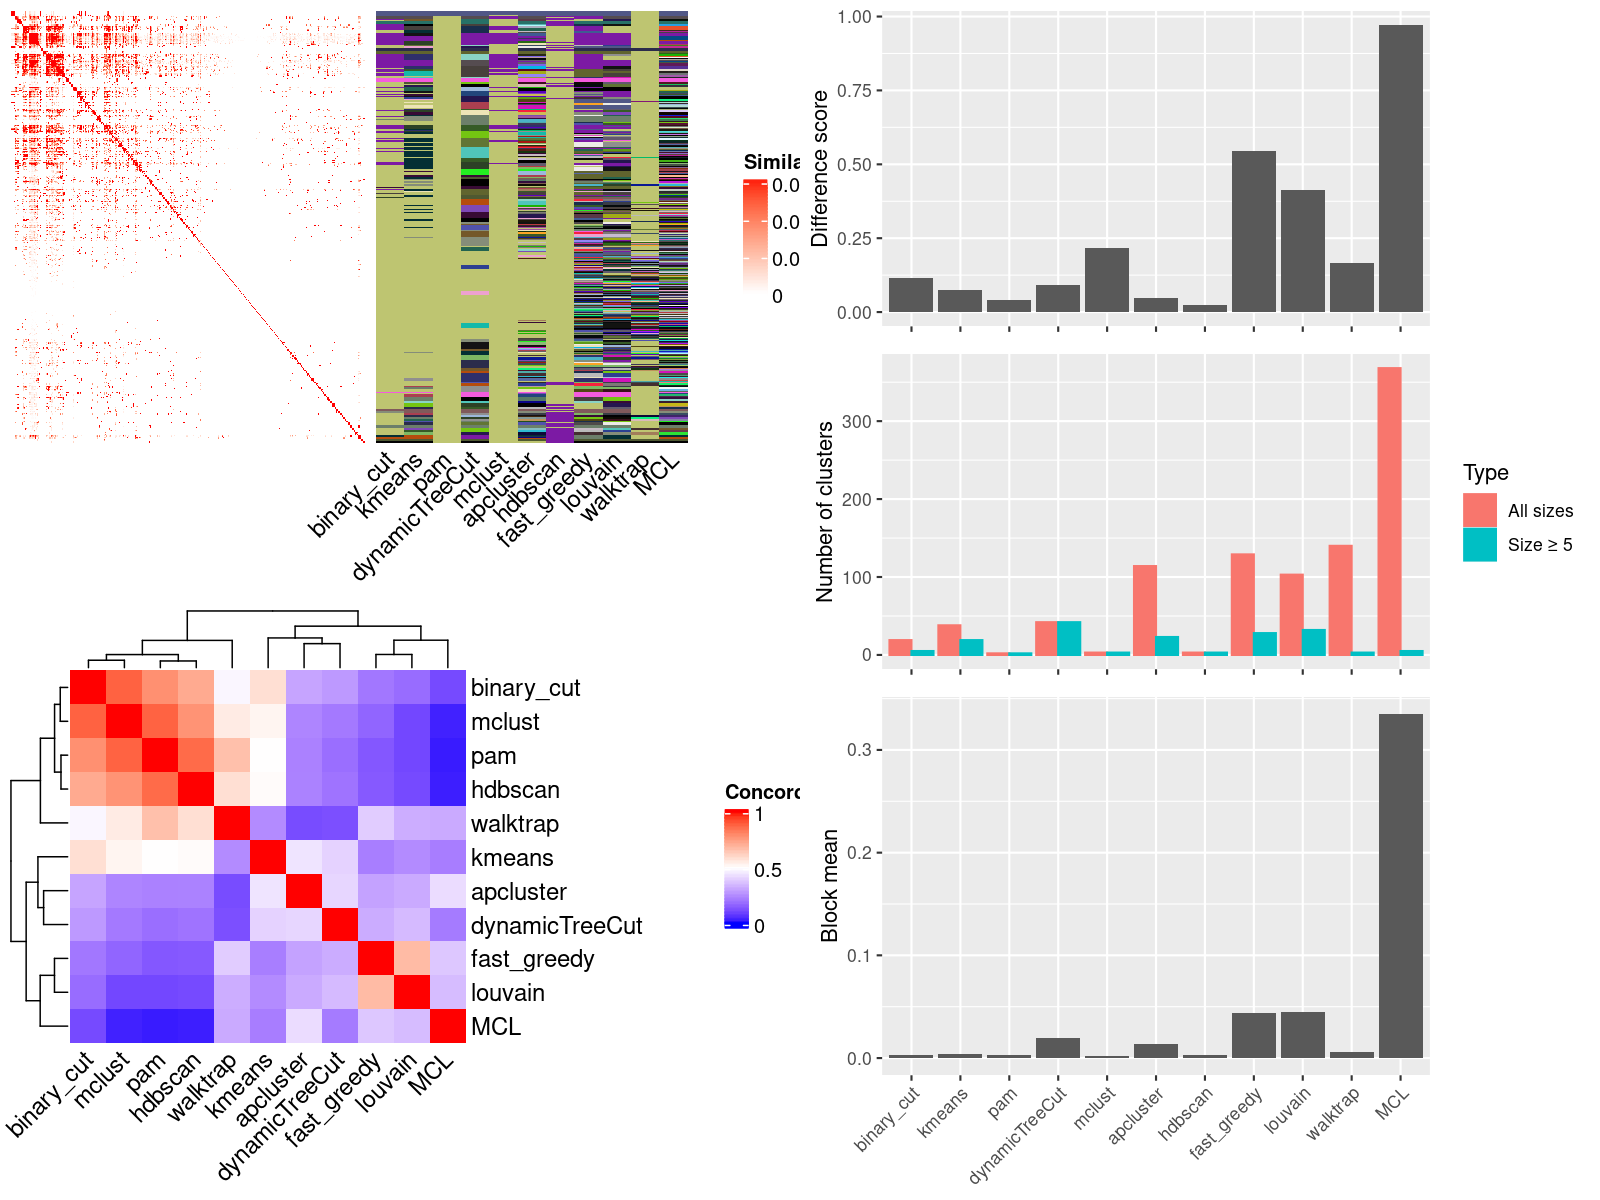 Simila
0.0
0.0
0.0
0
binary_cut
kmeans
pam
dynamicTreeCut
mclust
apcluster
hdbscan
fast_greedy
louvain
walktrap
MCL
binary_cut
mclust
pam
hdbscan
walktrap
kmeans
apcluster
dynamicTreeCut
fast_greedy
louvain
MCL
binary_cut
mclust
pam
hdbscan
walktrap
kmeans
apcluster
dynamicTreeCut
fast_greedy
louvain
MCL
Concord
1
0.5
0
Difference score
1.00
0.75
0.50
0.25
0.00
Number of clusters
300
200
100
0
Type
All sizes
Size ≥ 5
Block mean
0.3
0.2
0.1
0.0
binary_cut
kmeans
pam
dynamicTreeCut
mclust
apcluster
hdbscan
fast_greedy
louvain
walktrap
MCL